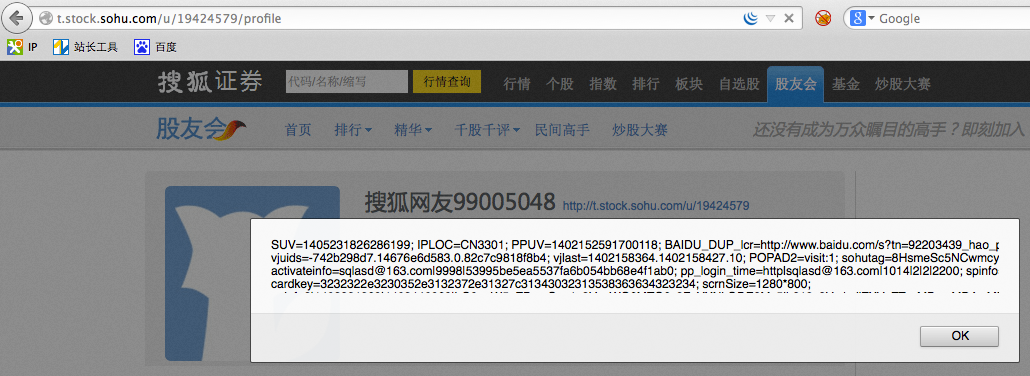 t.stock.sohu.com/u/19424579/profile
Google
IP 站长工具 百度
搜狐证券 代码/名称/缩写 行情查询 行情 个股 指数 排行 板块 自选股 股友会 基金 炒股大赛
股友会 首页 排行 精华 千股千评 民间高手 炒股大赛 还没有成为万众瞩目的高手?即刻加入
搜狐网友99005048 http://t.stock.sohu.com/u/19424579
SUV=1405231826286199; IPLOC=CN3301; PPUV=1402152591700118; BAIDU_DUP_lcr=http://www.baidu.com/s?tn=92203439_hao_p
vjuids=-742b298d7.14676e6d583.0.82c7c9818f8b4; vjlast=1402158364.1402158427.10; POPAD2=visit:1; sohutag=8HsmeSc5NCwmcy
activateinfo=sqlasd@163.com|9998|53995be5ea5537fa6b054bb68e4f1ab0; pp_login_time=http|sqlasd@163.com|1014|2|2|2200; spinfo
cardkey=3232322e3230352e3132372e31327c31343032313538363634323234; scrnSize=1280*800;
OK